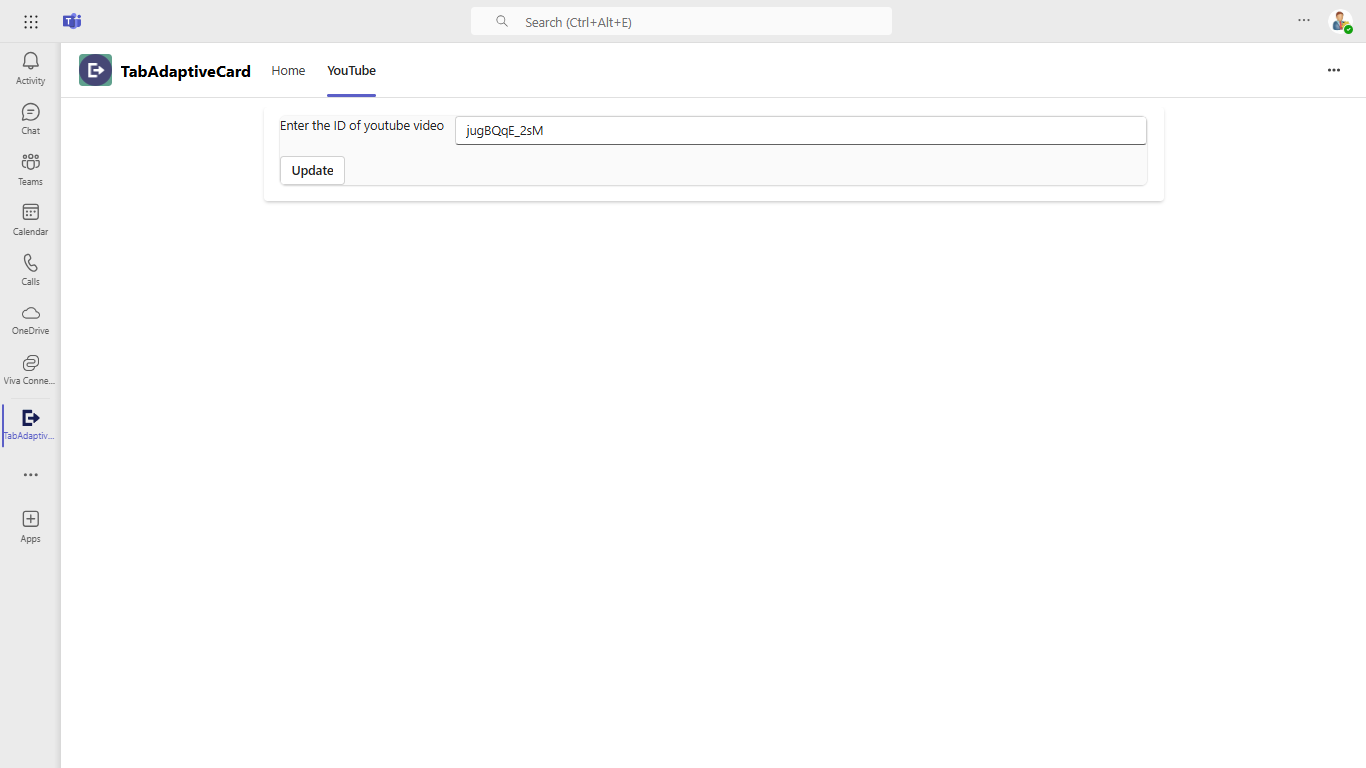 Search (Ctrl+Alt+E)
TabAdaptiveCard Home YouTube
Activity
Chat
Teams
Calendar
Calls
OneDrive
Viva Conne...
TabAdaptiv...
Apps
Enter the ID of youtube video jugBQqE_2sM
Update